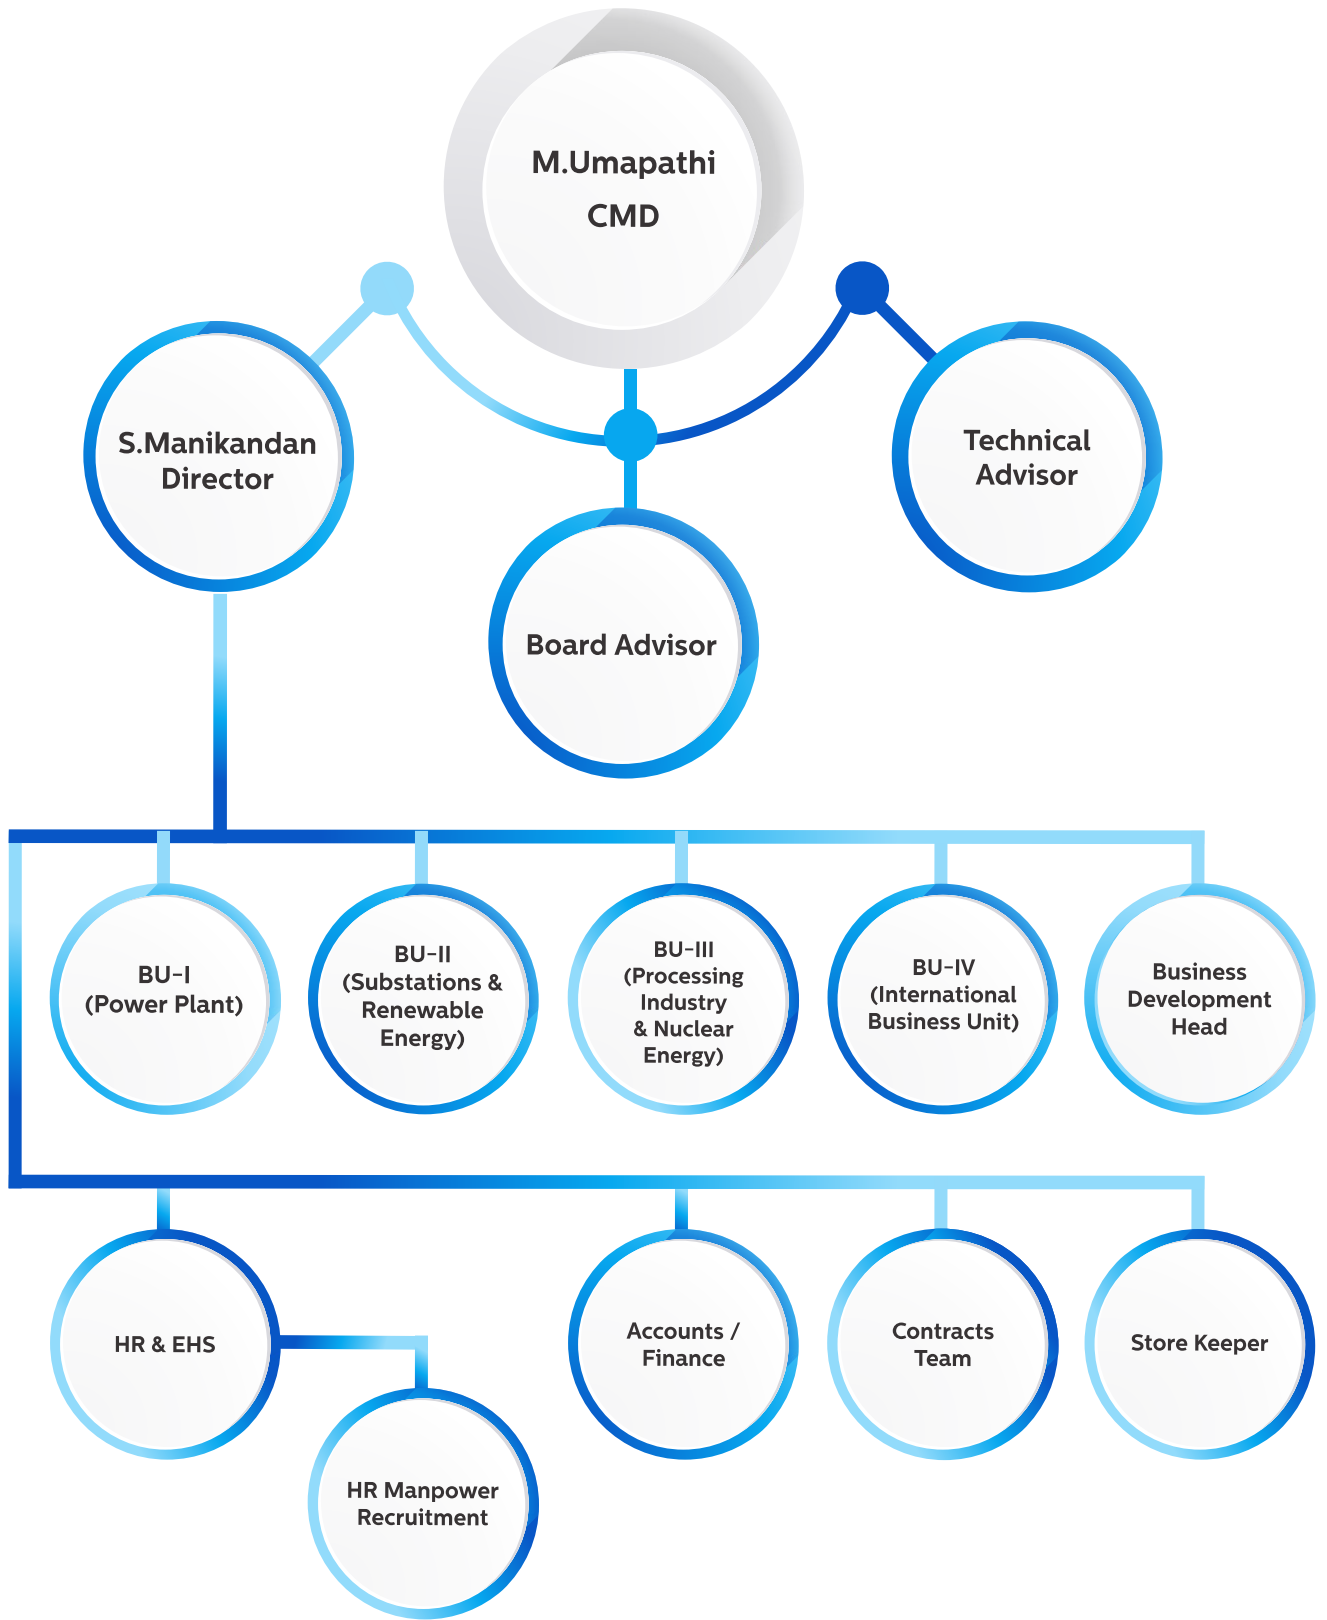 M.Umapathi
CMD
S.Manikandan
Director
Technical
Advisor
Board Advisor
BU-I
(Power Plant)
BU-II
(Substations &
Renewable
Energy)
BU-III
(Processing
Industry
& Nuclear
Energy)
BU-IV
(International
Business Unit)
Business
Development
Head
HR & EHS
Accounts /
Finance
Contracts
Team
Store Keeper
HR Manpower
Recruitment